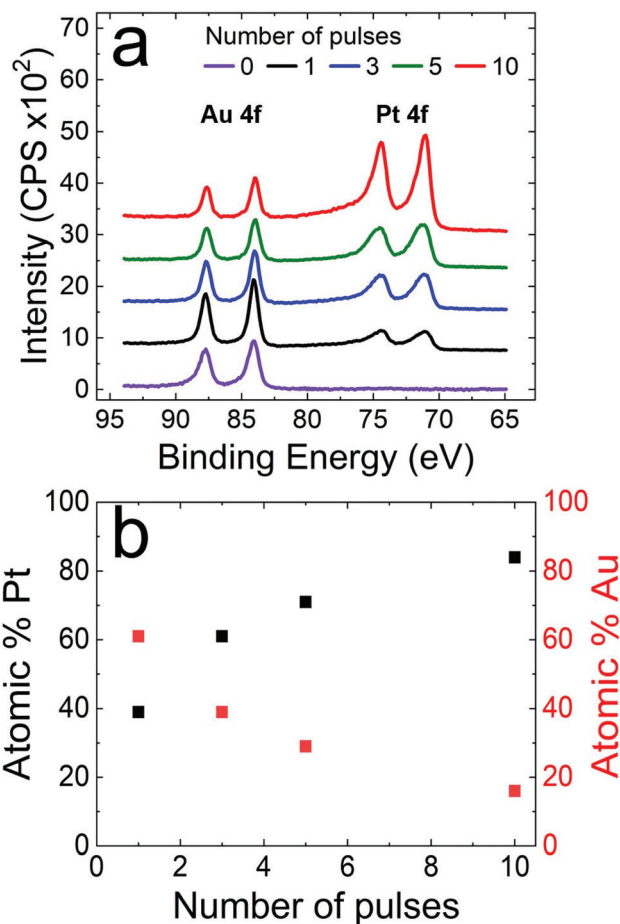 a
Number of pulses
0 1 3 5 10
Au 4f Pt 4f
70
60
50
40
30
20
10
0
Intensity (CPS x10²)
95 90 85 80 75 70 65
Binding Energy (eV)
b
100 100
80 80
60 60
40 40
20 20
0 0
Atomic % Pt
Atomic % Au
0 2 4 6 8 10
Number of pulses